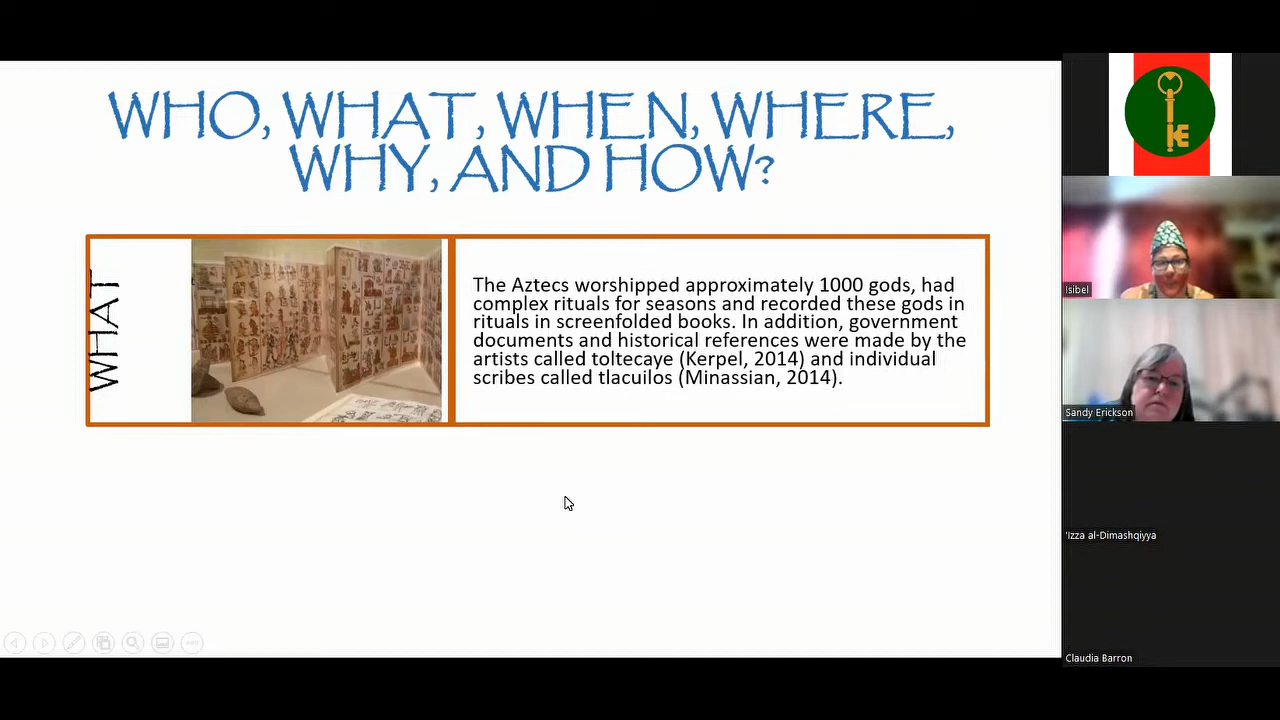 WHO, WHAT, WHEN, WHERE,
WHY, AND HOW?
WHAT
The Aztecs worshipped approximately 1000 gods, had
complex rituals for seasons and recorded these gods in
rituals in screenfolded books. In addition, government
documents and historical references were made by the
artists called toltecaye (Kerpel, 2014) and individual
scribes called tlacuilos (Minassian, 2014).
Isibel
Sandy Erickson
'Izza al-Dimashqiyya
Claudia Barron